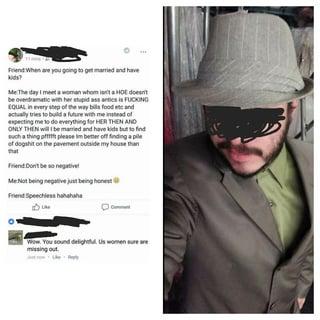 11 mins
Friend:When are you going to get married and have
kids?
Me:The day I meet a woman whom isn't a HOE doesn't
be overdramatic with her stupid ass antics is FUCKING
EQUAL in every step of the way bills food etc and
actually tries to build a future with me instead of
expecting me to do everything for HER THEN AND
ONLY THEN will I be married and have kids but to find
such a thing pffffft please Im better off finding a pile
of dogshit on the pavement outside my house than
that
Friend:Don't be so negative!
Me:Not being negative just being honest
Friend:Speechless hahahaha
Like Comment
Wow. You sound delightful. Us women sure are
missing out.
Just now · Like · Reply